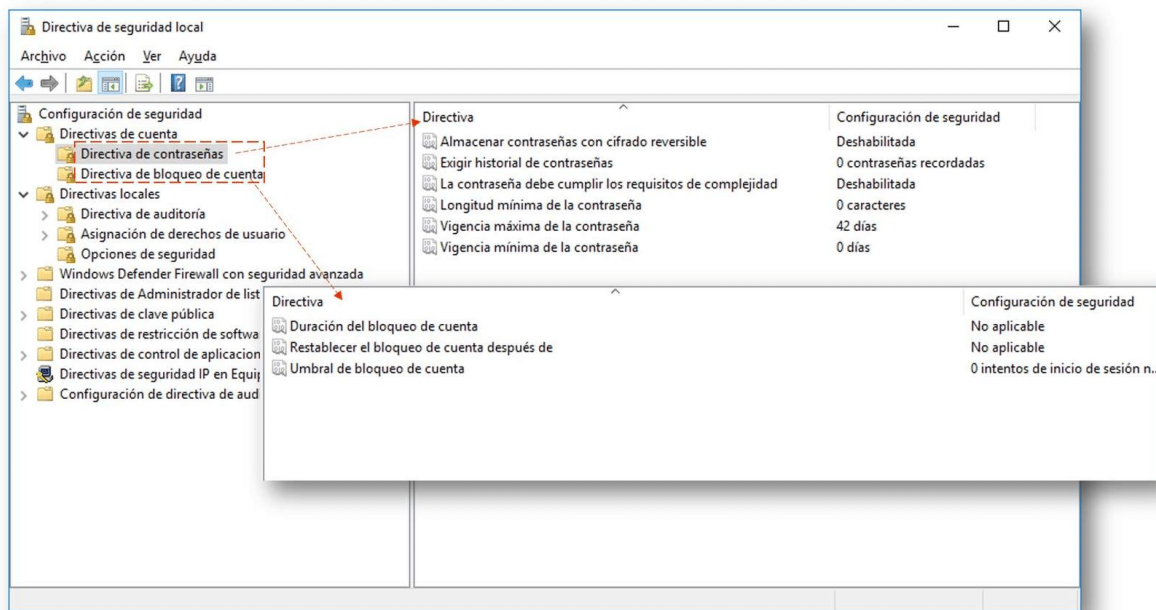 Directiva de seguridad local
Archivo Acción Ver Ayuda
Configuración de seguridad
Directivas de cuenta
Directiva de contraseñas
Directiva de bloqueo de cuenta
Directivas locales
Directiva de auditoría
Asignación de derechos de usuario
Opciones de seguridad
Windows Defender Firewall con seguridad avanzada
Directivas de Administrador de list
Directivas de clave pública
Directivas de restricción de softwa
Directivas de control de aplicacion
Directivas de seguridad IP en Equip
Configuración de directiva de aud
Directiva Configuración de seguridad
Almacenar contraseñas con cifrado reversible Deshabilitada
Exigir historial de contraseñas 0 contraseñas recordadas
La contraseña debe cumplir los requisitos de complejidad Deshabilitada
Longitud mínima de la contraseña 0 caracteres
Vigencia máxima de la contraseña 42 días
Vigencia mínima de la contraseña 0 días
Directiva Configuración de seguridad
Duración del bloqueo de cuenta No aplicable
Restablecer el bloqueo de cuenta después de No aplicable
Umbral de bloqueo de cuenta 0 intentos de inicio de sesión n...